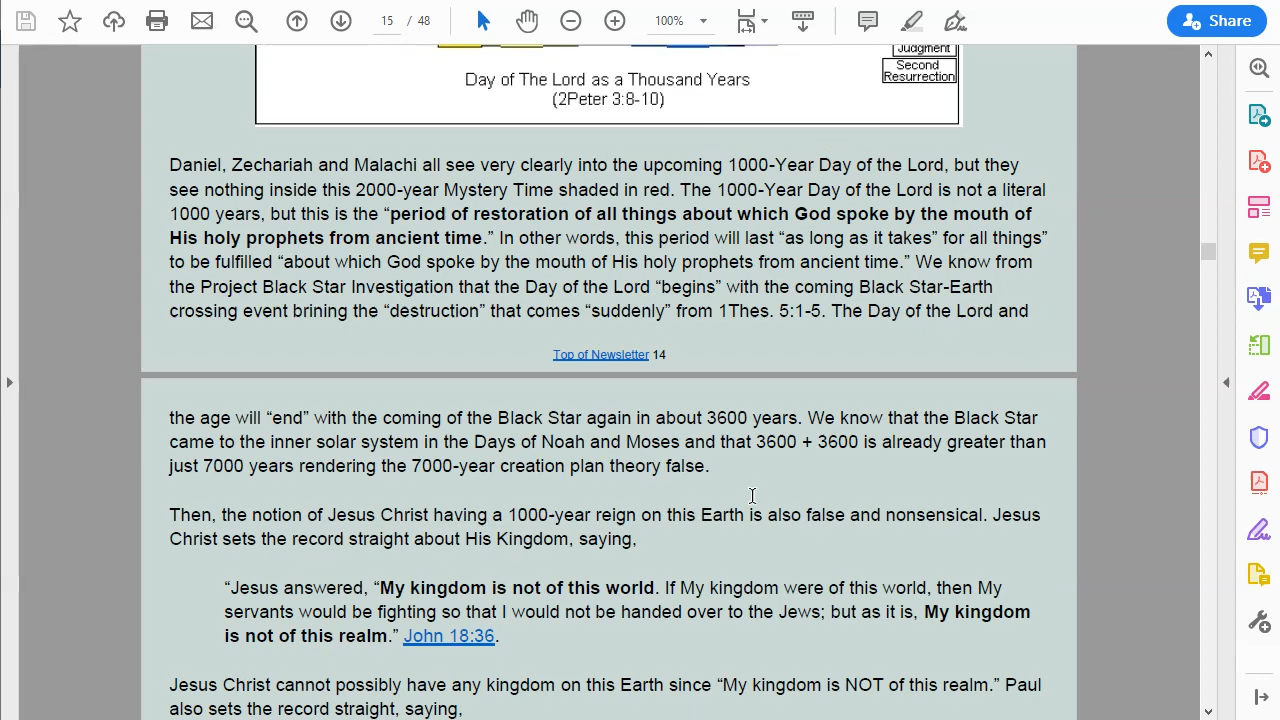 15 / 48
100%
Share
Judgment
Second
Resurrection
Day of The Lord as a Thousand Years
(2Peter 3:8-10)
Daniel, Zechariah and Malachi all see very clearly into the upcoming 1000-Year Day of the Lord, but they
see nothing inside this 2000-year Mystery Time shaded in red. The 1000-Year Day of the Lord is not a literal
1000 years, but this is the “period of restoration of all things about which God spoke by the mouth of
His holy prophets from ancient time.” In other words, this period will last “as long as it takes” for all things”
to be fulfilled “about which God spoke by the mouth of His holy prophets from ancient time.” We know from
the Project Black Star Investigation that the Day of the Lord “begins” with the coming Black Star-Earth
crossing event brining the “destruction” that comes “suddenly” from 1Thes. 5:1-5. The Day of the Lord and
Top of Newsletter 14
the age will “end” with the coming of the Black Star again in about 3600 years. We know that the Black Star
came to the inner solar system in the Days of Noah and Moses and that 3600 + 3600 is already greater than
just 7000 years rendering the 7000-year creation plan theory false.
Then, the notion of Jesus Christ having a 1000-year reign on this Earth is also false and nonsensical. Jesus
Christ sets the record straight about His Kingdom, saying,
“Jesus answered, “My kingdom is not of this world. If My kingdom were of this world, then My
servants would be fighting so that I would not be handed over to the Jews; but as it is, My kingdom
is not of this realm.” John 18:36.
Jesus Christ cannot possibly have any kingdom on this Earth since “My kingdom is NOT of this realm.” Paul
also sets the record straight, saying,